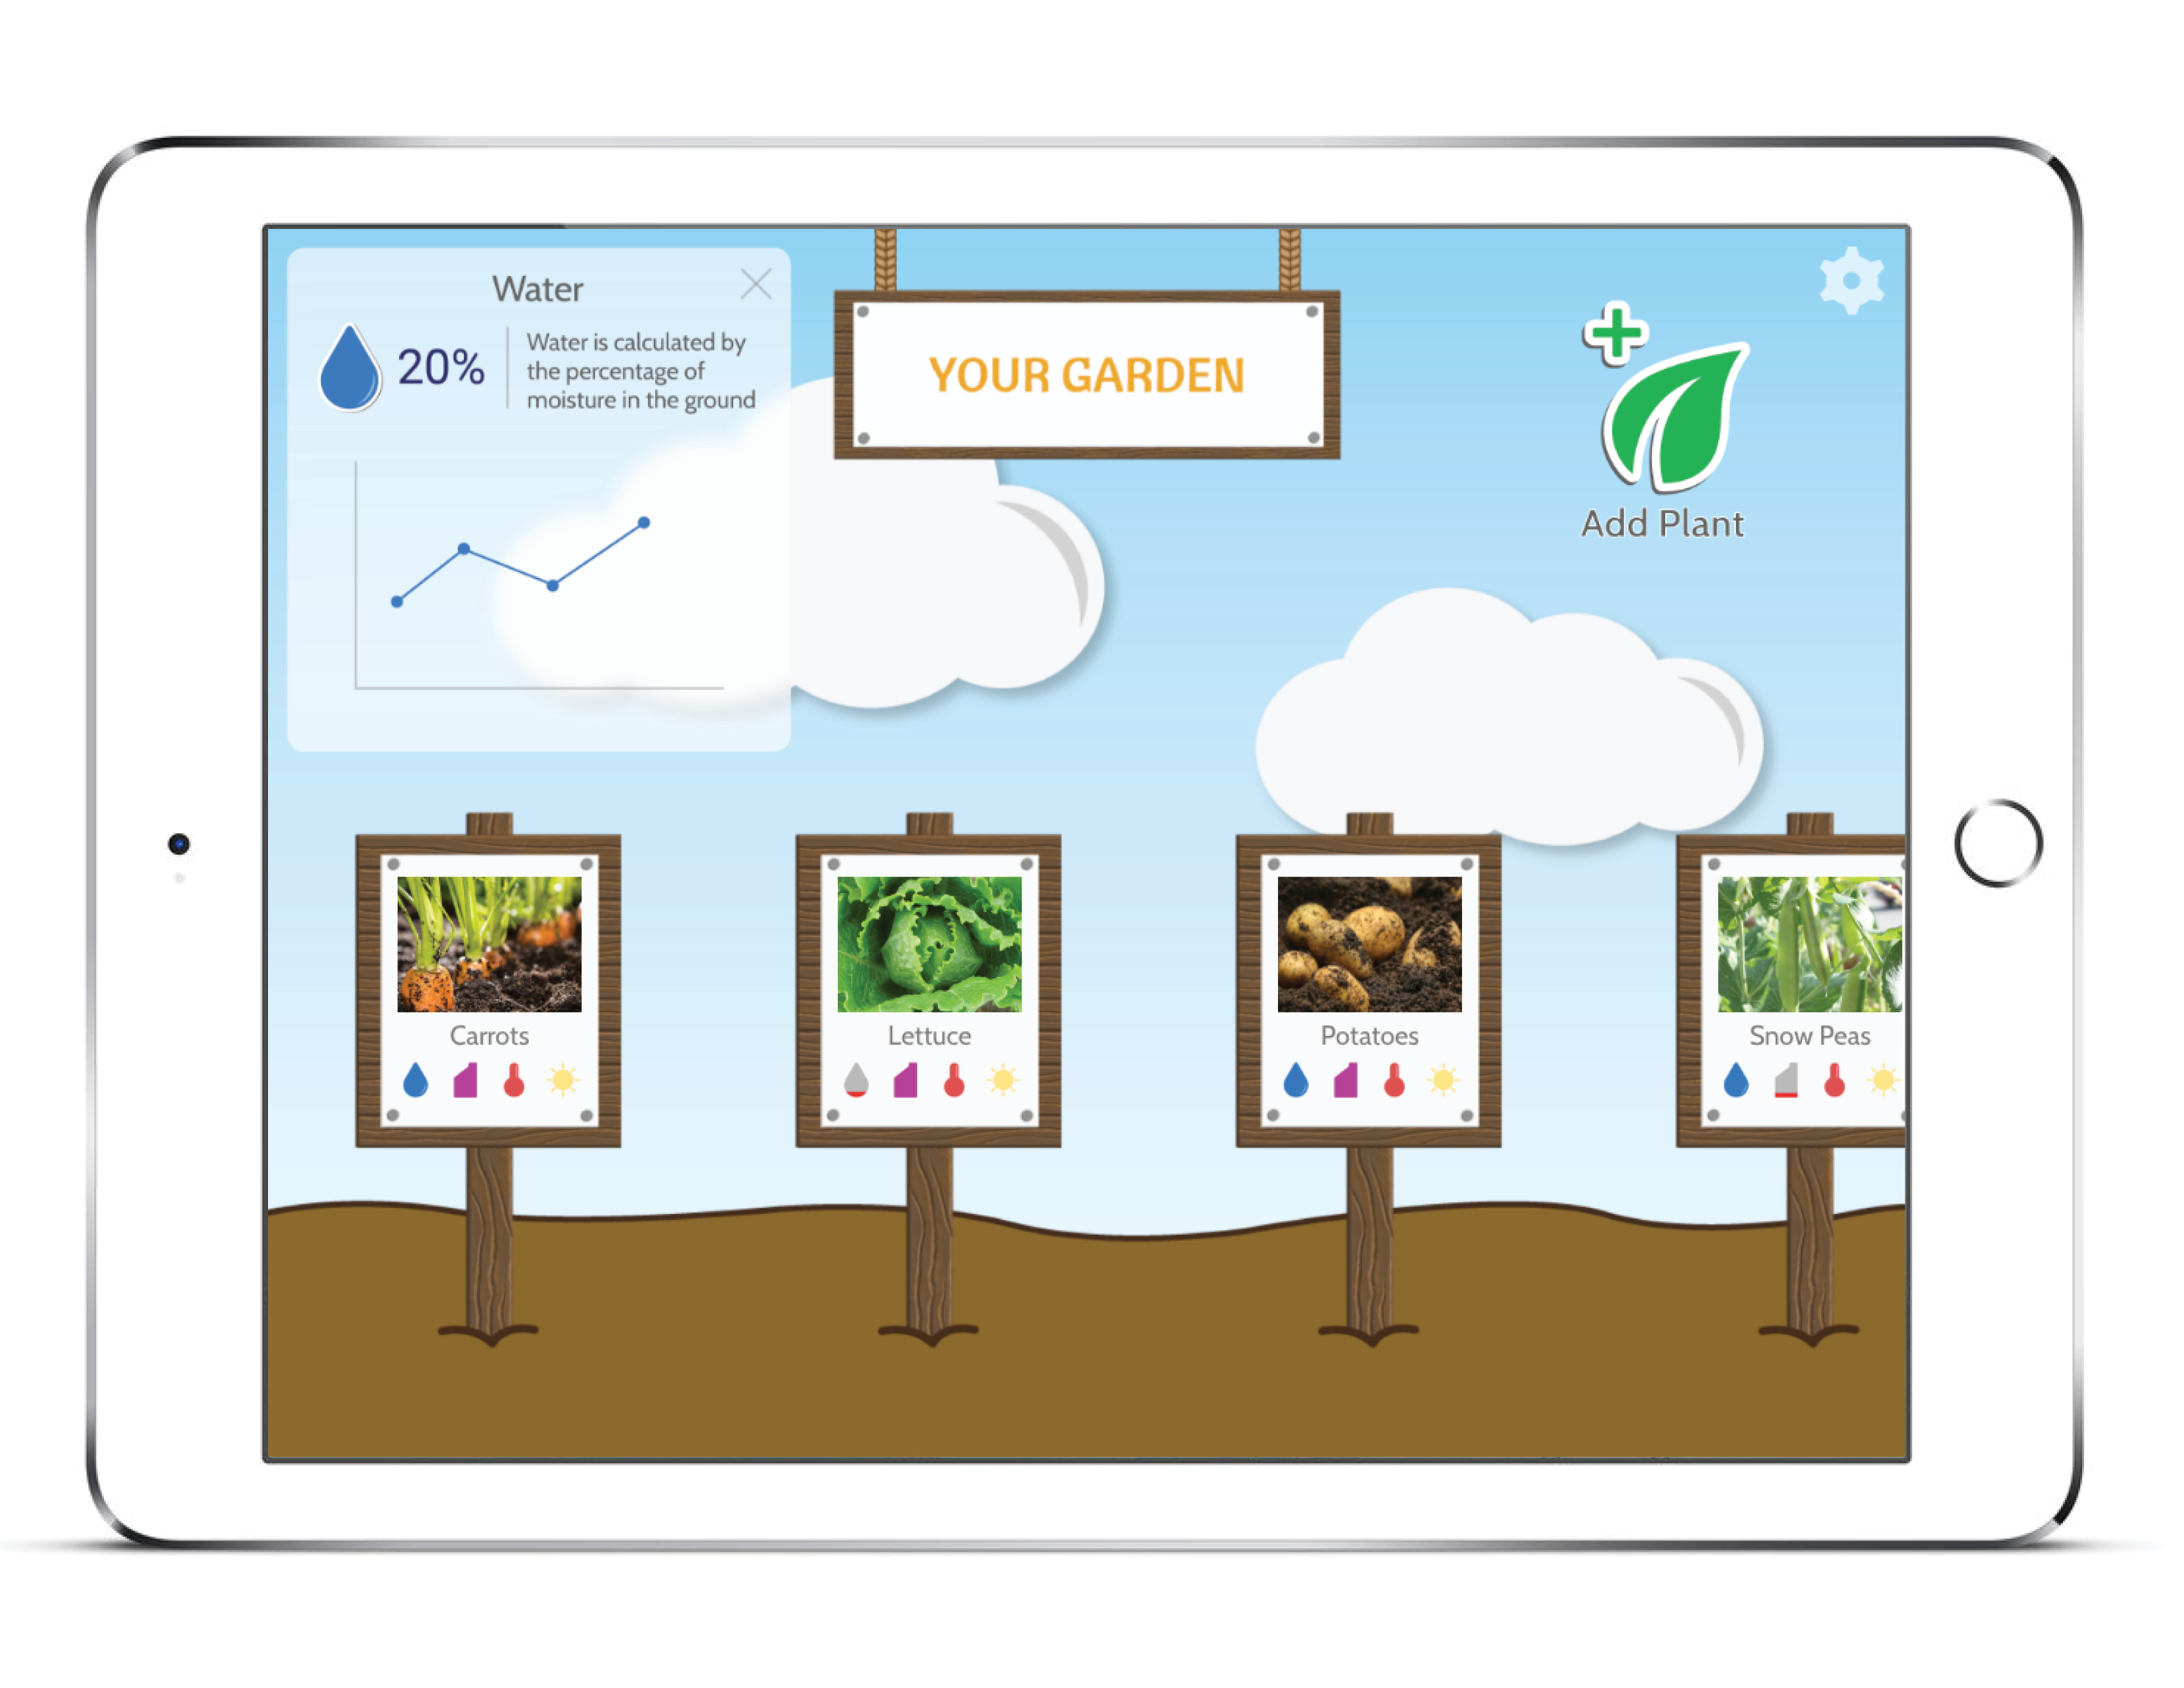 Water
20%
Water is calculated by
the percentage of
moisture in the ground
YOUR GARDEN
Add Plant
Carrots
Lettuce
Potatoes
Snow Peas